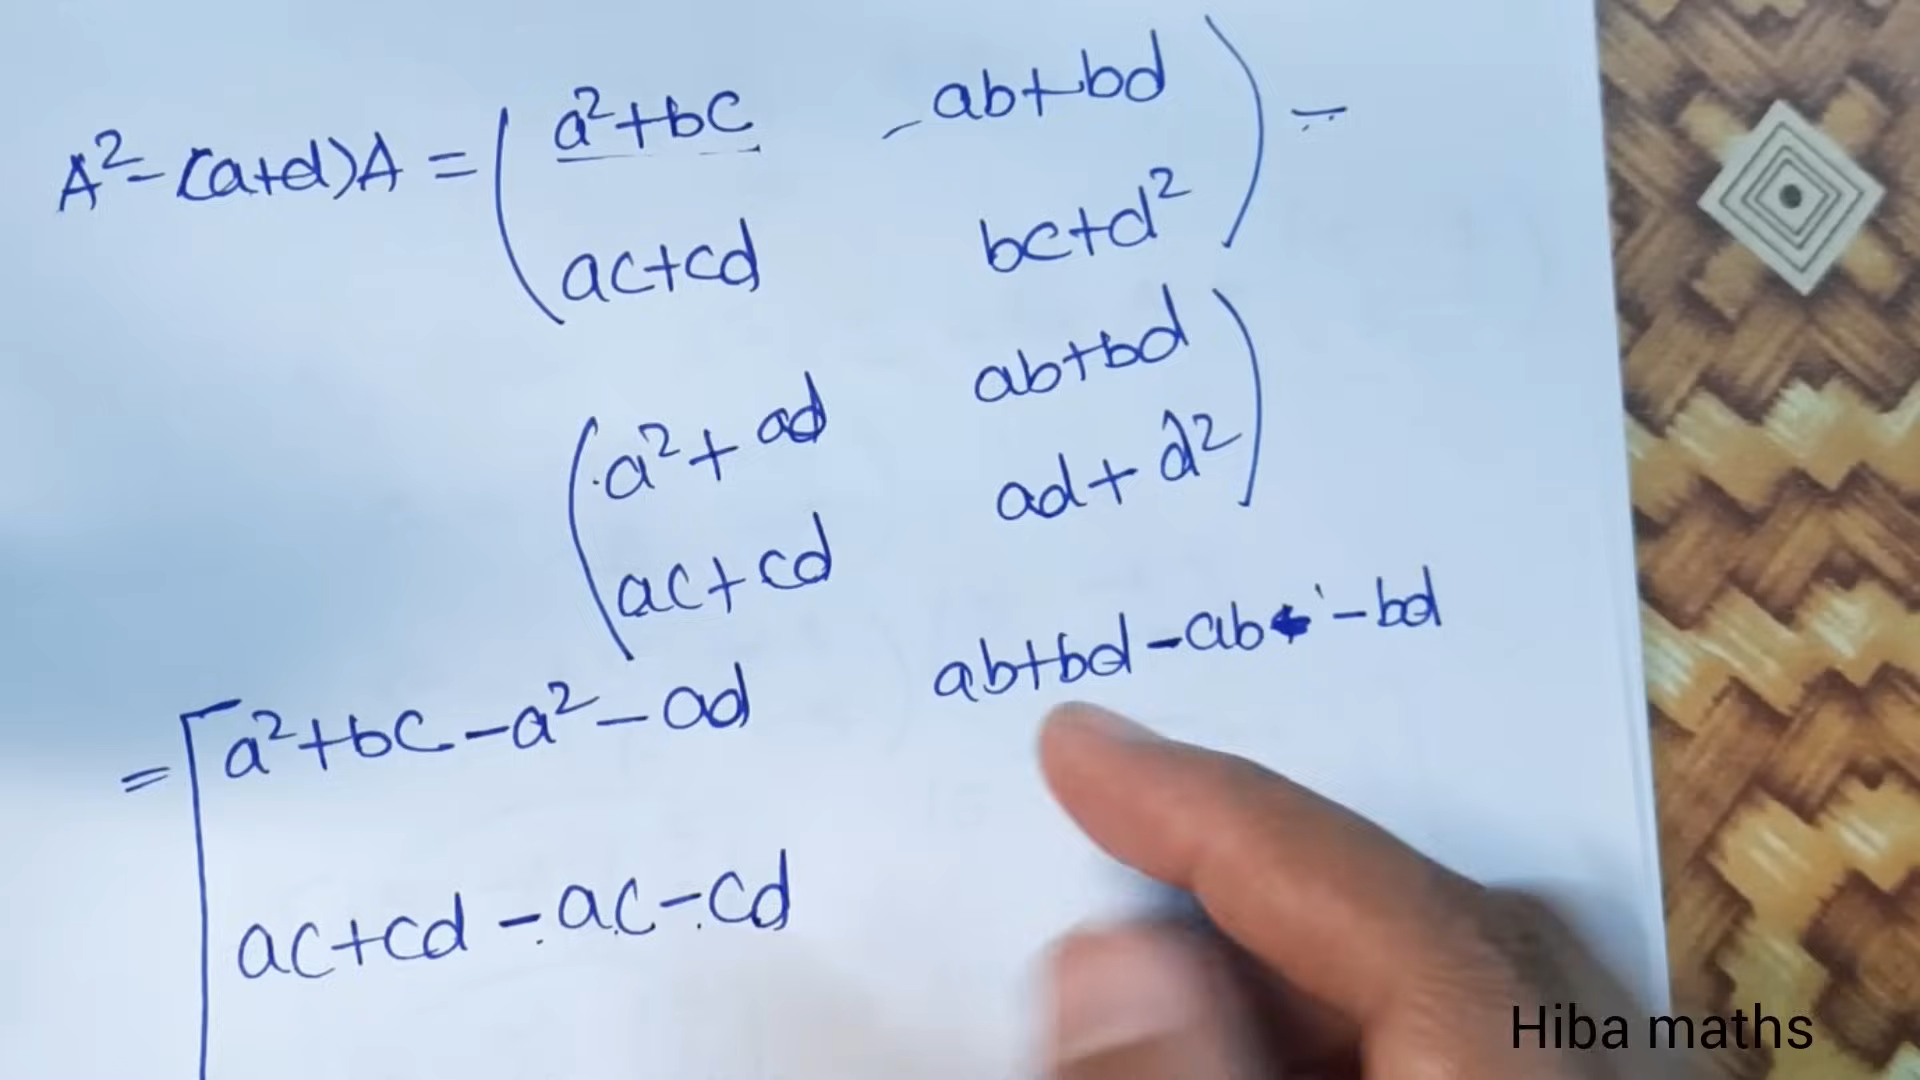 A² - (a+d)A = ( a²+bc   ab+bd ) -
ac+cd   bc+d²
( a²+ad   ab+bd )
ac+cd   ad+d²
= [ a²+bc-a²-ad   ab+bd-ab-bd
ac+cd-ac-cd
Hiba maths